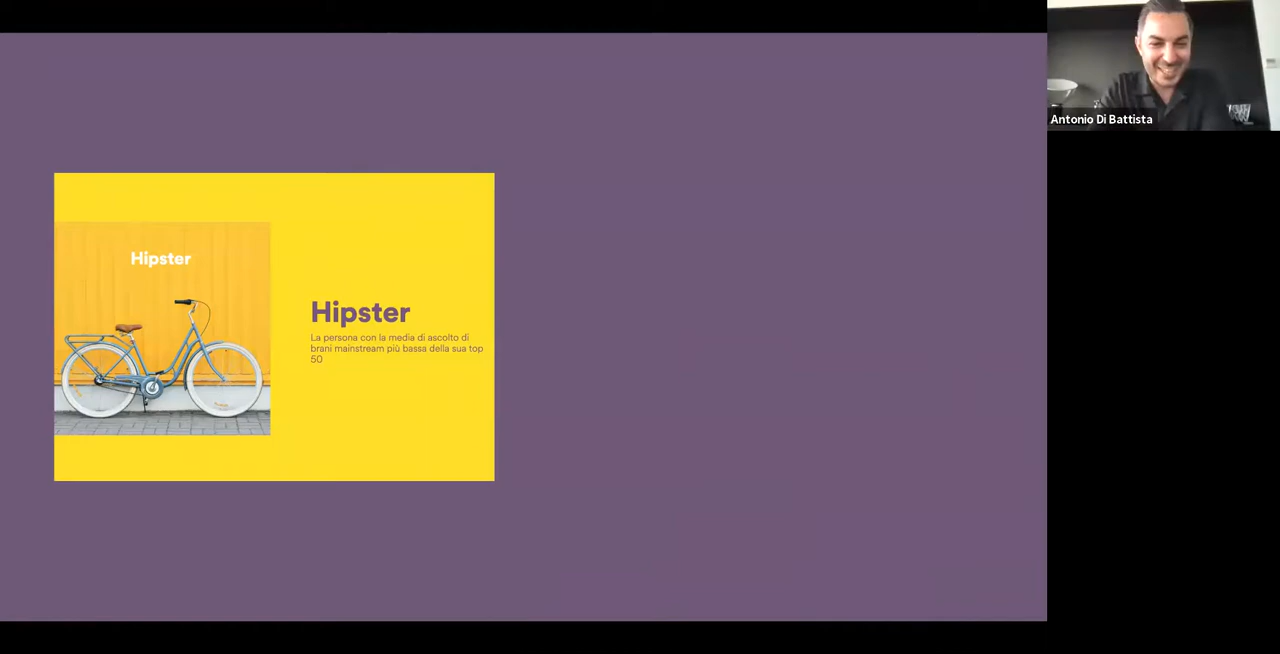 Hipster
Hipster
La persona con la media di ascolto di
brani mainstream più bassa della sua top
50
Antonio Di Battista